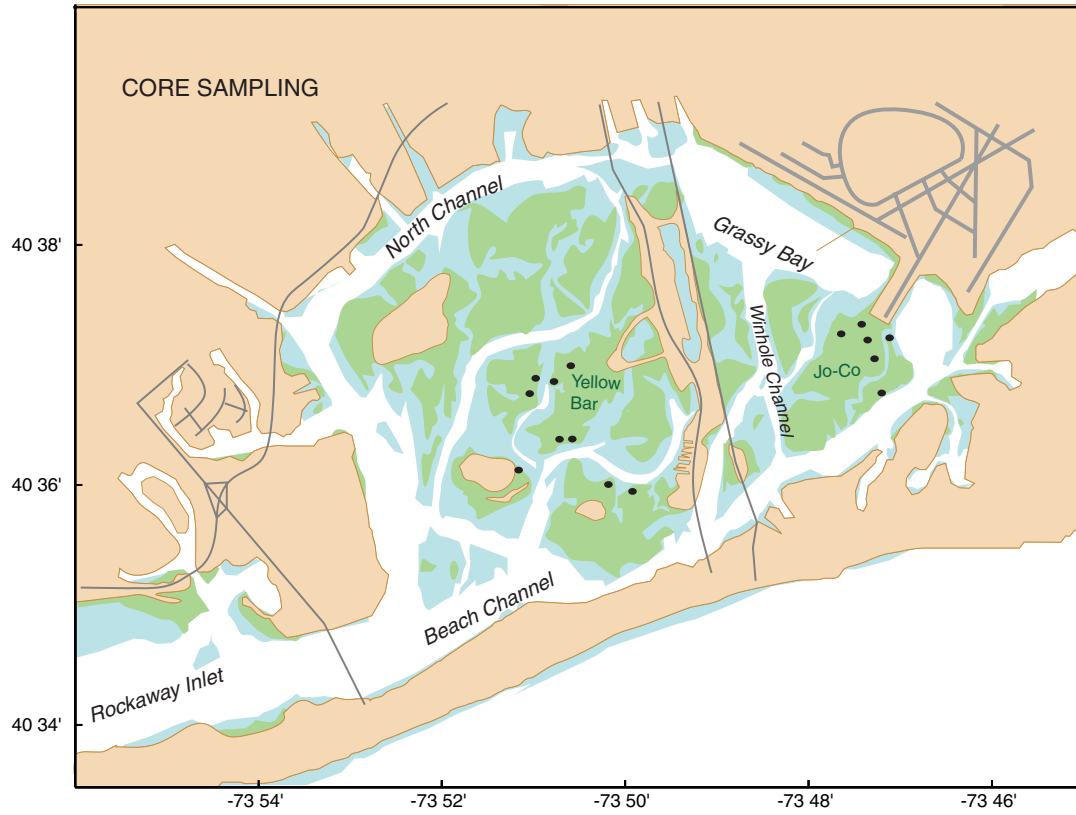 CORE SAMPLING
North Channel
40 38'
Grassy Bay
Winhole Channel
Jo-Co
Yellow
Bar
40 36'
Beach Channel
Rockaway Inlet
40 34'
-73 54'
-73 52'
-73 50'
-73 48'
-73 46'